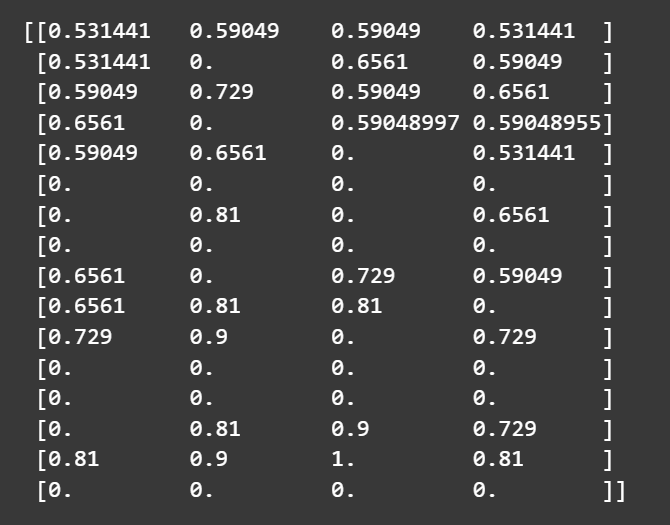 [[0.531441   0.59049    0.59049    0.531441  ]
 [0.531441   0.         0.6561     0.59049   ]
 [0.59049    0.729      0.59049    0.6561    ]
 [0.6561     0.         0.59048997 0.59048955]
 [0.59049    0.6561     0.         0.531441  ]
 [0.         0.         0.         0.        ]
 [0.         0.81       0.         0.6561    ]
 [0.         0.         0.         0.        ]
 [0.6561     0.         0.729      0.59049   ]
 [0.6561     0.81       0.81       0.        ]
 [0.729      0.9        0.         0.729     ]
 [0.         0.         0.         0.        ]
 [0.         0.         0.         0.        ]
 [0.         0.81       0.9        0.729     ]
 [0.81       0.9        1.         0.81      ]
 [0.         0.         0.         0.        ]]